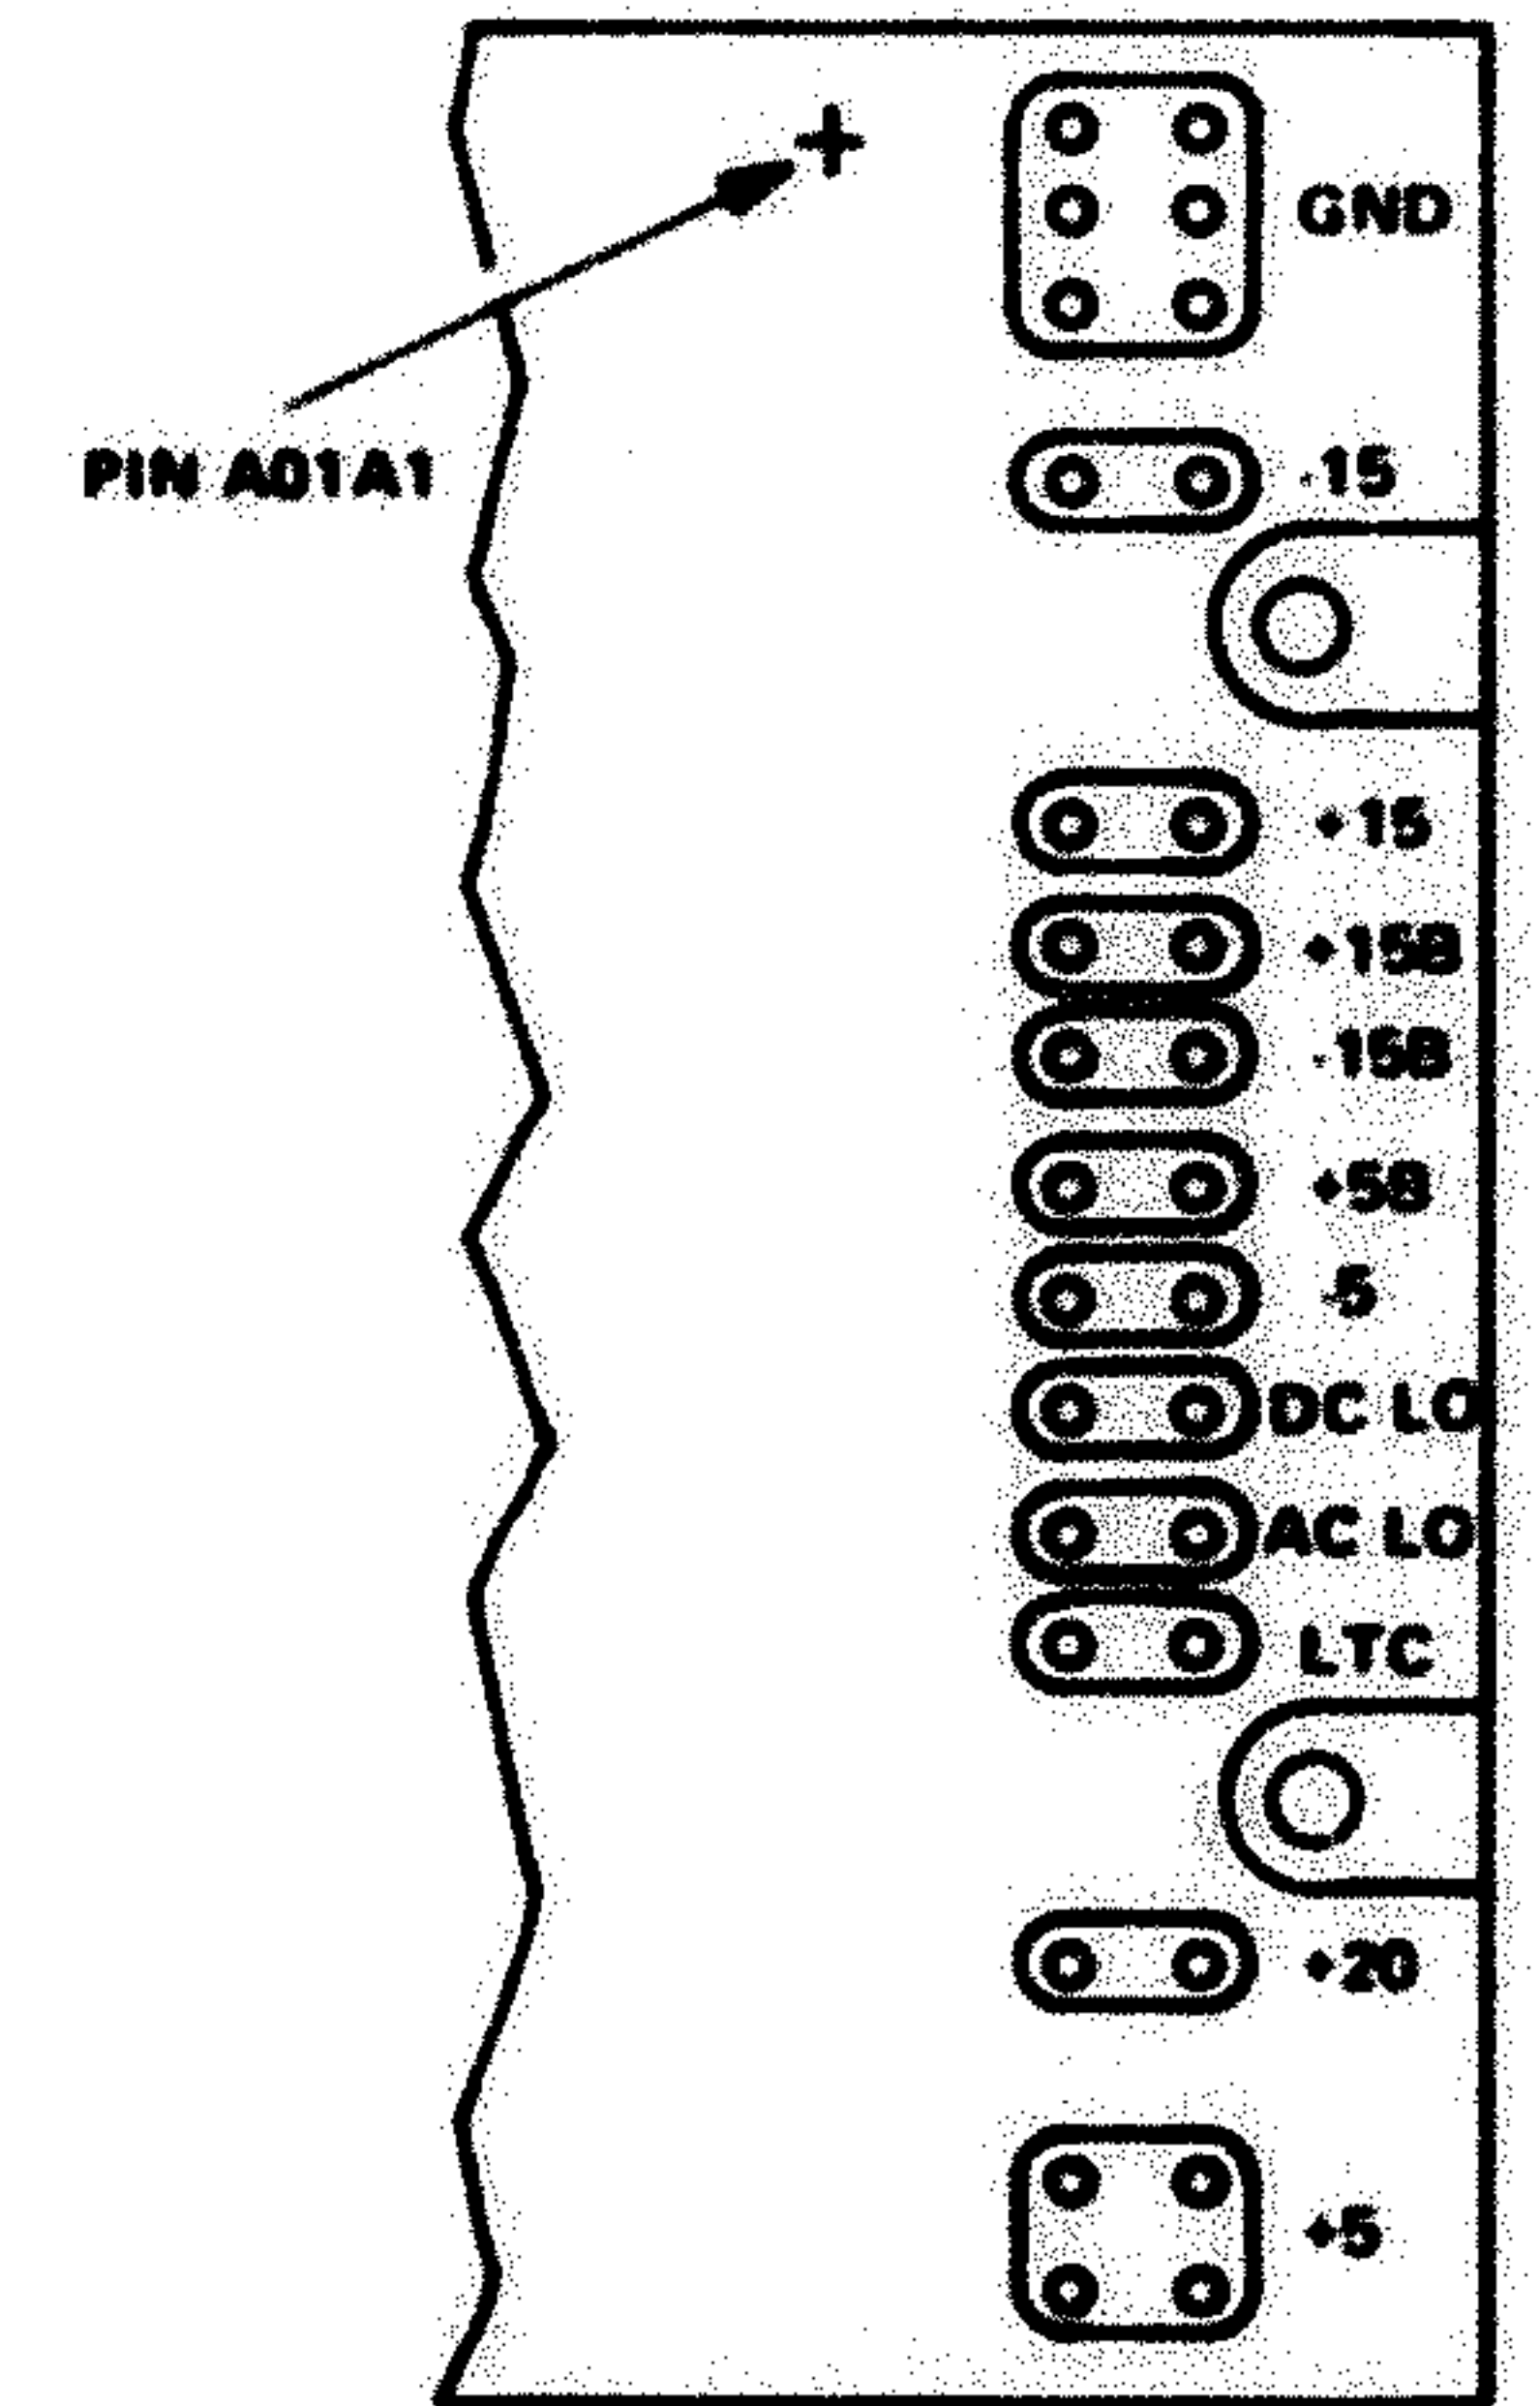 +
GND
PIN A01A1
-15
+15
+15B
-15B
+5B
-5
DC LO
AC LO
LTC
+20
+5